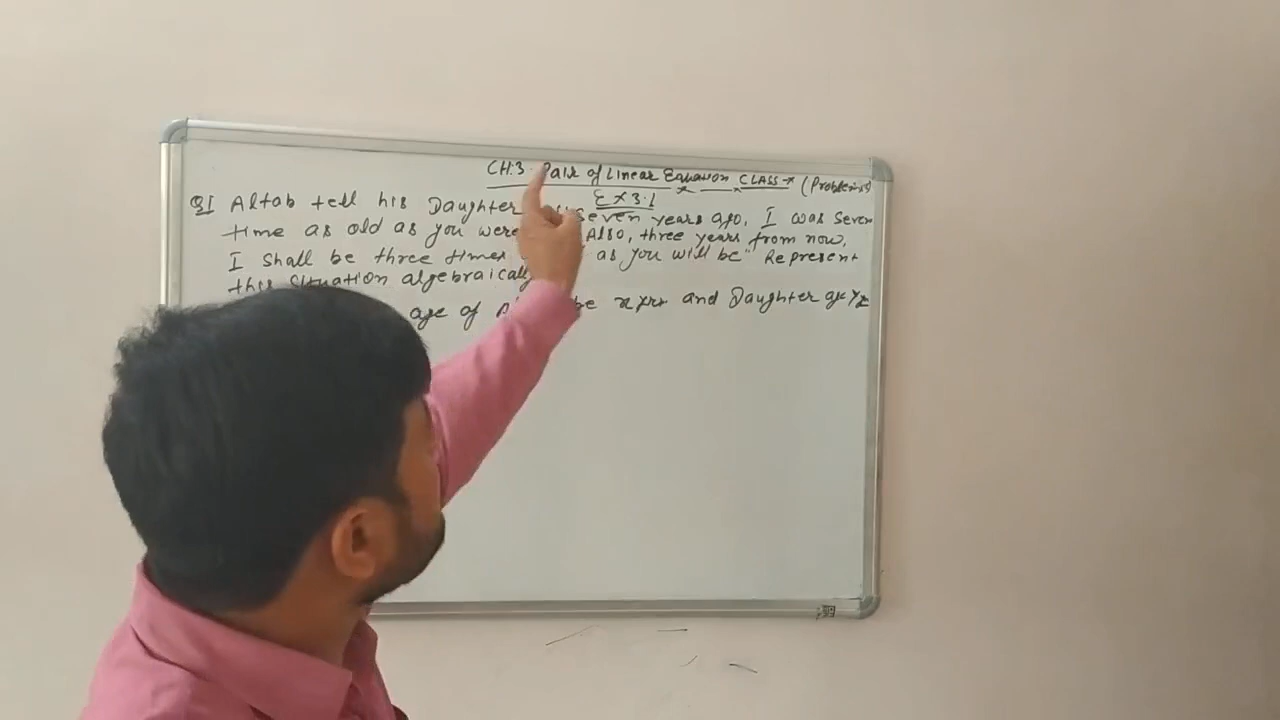 CH:3. Pair of Linear Equation CLASS-X (Problems)
EX 3.1
Q1 Aftab tell his Daughter seven years ago, I was seven
time as old as you were Also, three years from now,
I shall be three times as you will be" Represent
this situation algebraically
age of be x yrs and Daughter